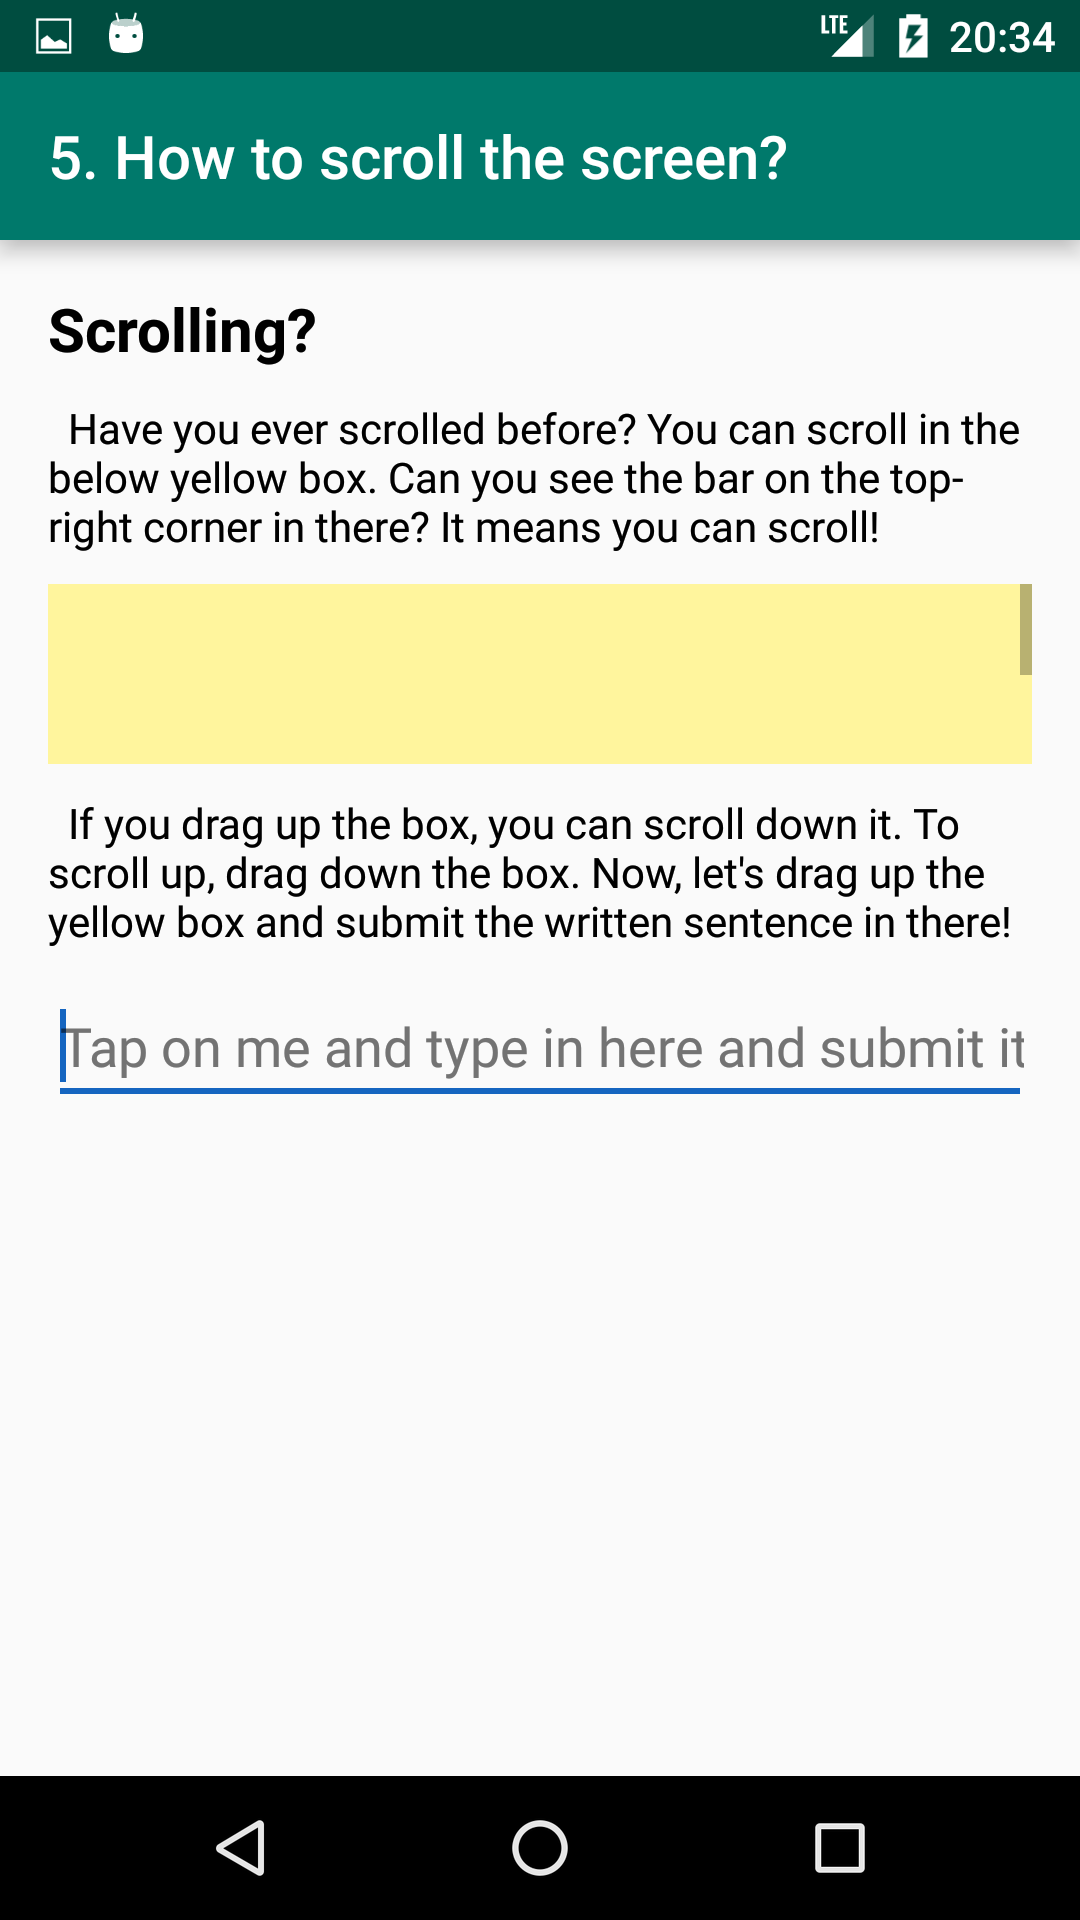 LTE 20:34
5. How to scroll the screen?
Scrolling?
Have you ever scrolled before? You can scroll in the
below yellow box. Can you see the bar on the top-
right corner in there? It means you can scroll!
If you drag up the box, you can scroll down it. To
scroll up, drag down the box. Now, let's drag up the
yellow box and submit the written sentence in there!
Tap on me and type in here and submit it